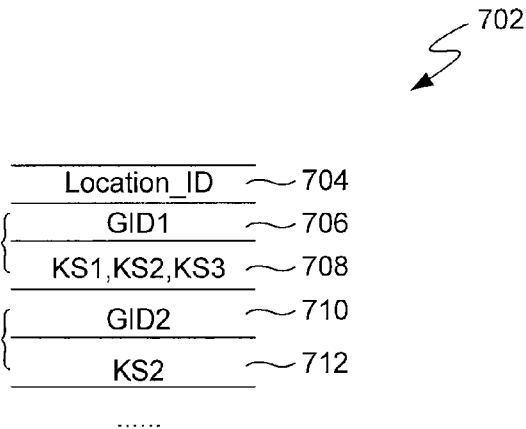 702
Location_ID 704
GID1 706
KS1,KS2,KS3 708
GID2 710
KS2 712
......